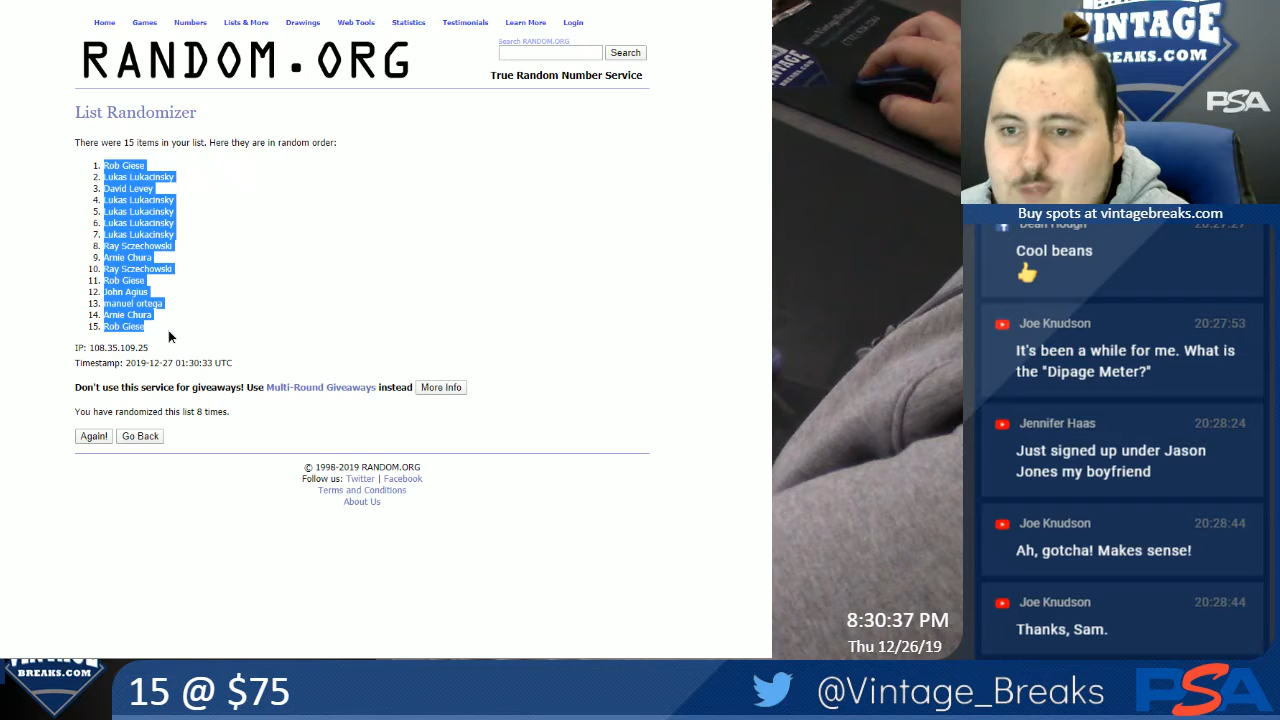 Home Games Numbers Lists & More Drawings Web Tools Statistics Testimonials Learn More Login
RANDOM.ORG
Search RANDOM.ORG
Search
True Random Number Service
List Randomizer
There were 15 items in your list. Here they are in random order:
1. Rob Giese
2. Lukas Lukacinsky
3. David Levey
4. Lukas Lukacinsky
5. Lukas Lukacinsky
6. Lukas Lukacinsky
7. Lukas Lukacinsky
8. Ray Sczechowski
9. Arnie Chura
10. Ray Sczechowski
11. Rob Giese
12. John Agius
13. manuel ortega
14. Arnie Chura
15. Rob Giese
IP: 108.35.109.25
Timestamp: 2019-12-27 01:30:33 UTC
Don't use this service for giveaways! Use Multi-Round Giveaways instead More Info
You have randomized this list 8 times.
Again! Go Back
© 1998-2019 RANDOM.ORG
Follow us: Twitter | Facebook
Terms and Conditions
About Us
VINTAGE
VINTAGE
BREAKS.COM
PSA
Buy spots at vintagebreaks.com
Dean Hough 20:27:27
Cool beans
Joe Knudson 20:27:53
It's been a while for me. What is
the "Dipage Meter?"
Jennifer Haas 20:28:24
Just signed up under Jason
Jones my boyfriend
Joe Knudson 20:28:44
Ah, gotcha! Makes sense!
Joe Knudson 20:28:44
Thanks, Sam.
8:30:37 PM
Thu 12/26/19
BREAKS.COM
15 @ $75
@Vintage_Breaks
PSA